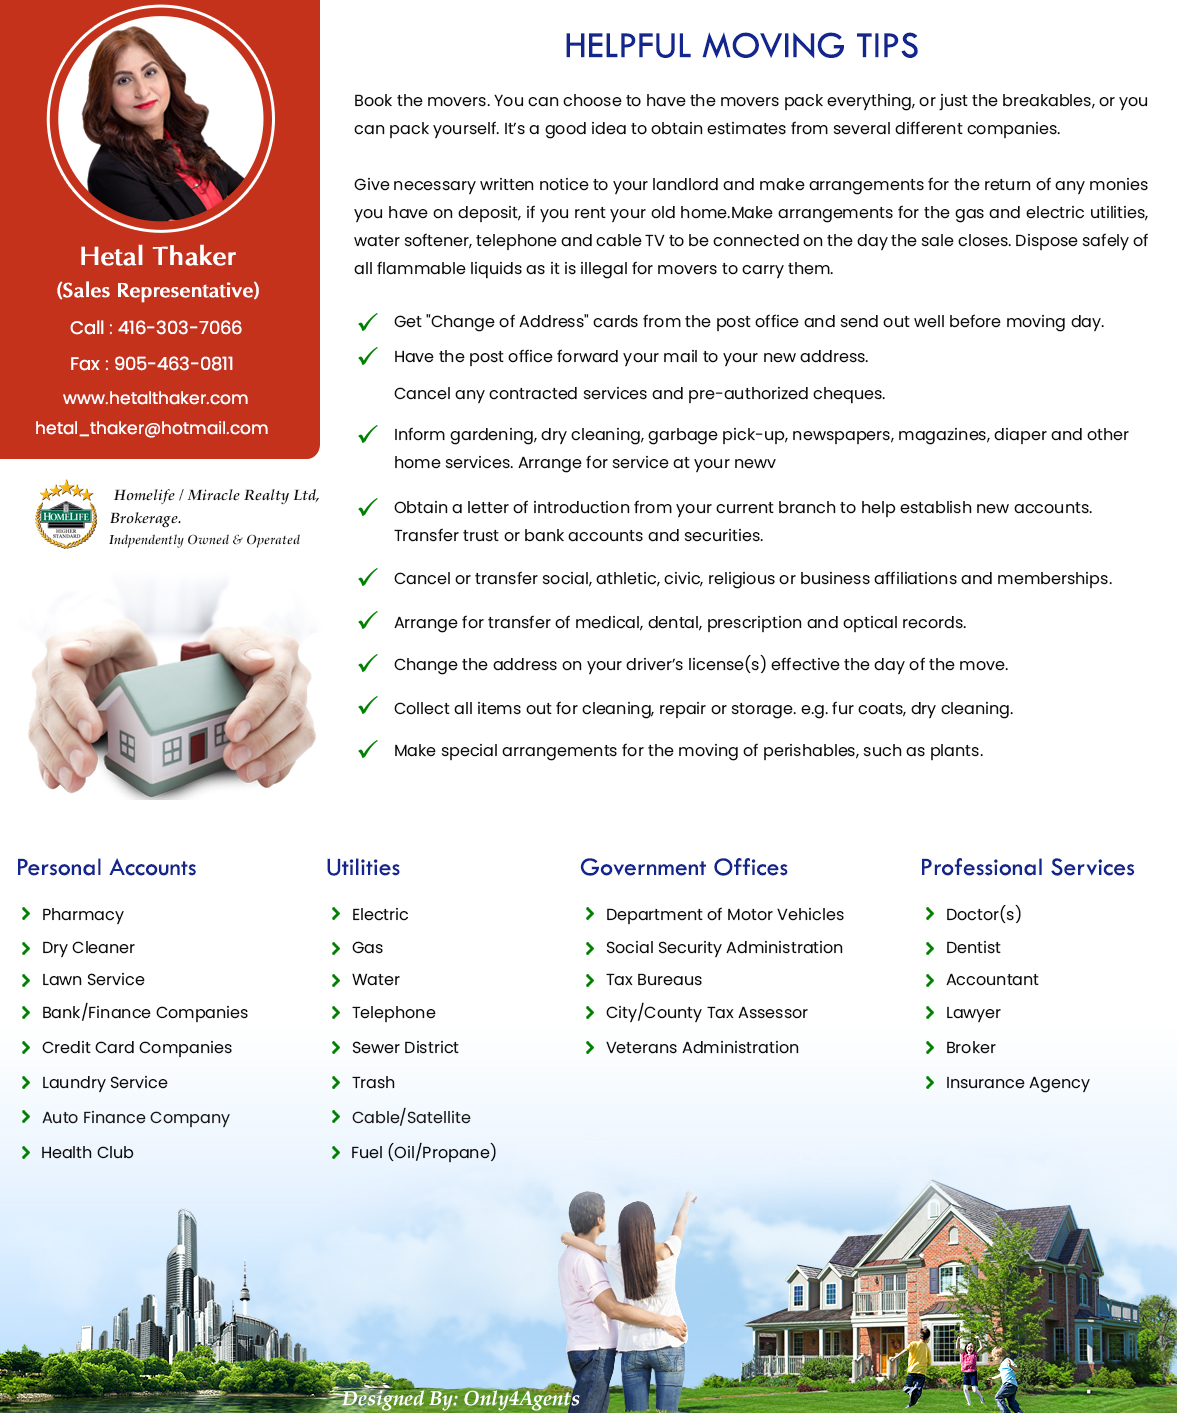 Hetal Thaker
(Sales Representative)
Call : 416-303-7066
Fax : 905-463-0811
www.hetalthaker.com
hetal_thaker@hotmail.com
HOMELIFE
HIGHER
STANDARD
Homelife / Miracle Realty Ltd,
Brokerage.
Indpendently Owned & Operated
HELPFUL MOVING TIPS
Book the movers. You can choose to have the movers pack everything, or just the breakables, or you
can pack yourself. It’s a good idea to obtain estimates from several different companies.
Give necessary written notice to your landlord and make arrangements for the return of any monies
you have on deposit, if you rent your old home.Make arrangements for the gas and electric utilities,
water softener, telephone and cable TV to be connected on the day the sale closes. Dispose safely of
all flammable liquids as it is illegal for movers to carry them.
Get "Change of Address" cards from the post office and send out well before moving day.
Have the post office forward your mail to your new address.
Cancel any contracted services and pre-authorized cheques.
Inform gardening, dry cleaning, garbage pick-up, newspapers, magazines, diaper and other
home services. Arrange for service at your newv
Obtain a letter of introduction from your current branch to help establish new accounts.
Transfer trust or bank accounts and securities.
Cancel or transfer social, athletic, civic, religious or business affiliations and memberships.
Arrange for transfer of medical, dental, prescription and optical records.
Change the address on your driver’s license(s) effective the day of the move.
Collect all items out for cleaning, repair or storage. e.g. fur coats, dry cleaning.
Make special arrangements for the moving of perishables, such as plants.
Personal Accounts
Pharmacy
Dry Cleaner
Lawn Service
Bank/Finance Companies
Credit Card Companies
Laundry Service
Auto Finance Company
Health Club
Utilities
Electric
Gas
Water
Telephone
Sewer District
Trash
Cable/Satellite
Fuel (Oil/Propane)
Government Offices
Department of Motor Vehicles
Social Security Administration
Tax Bureaus
City/County Tax Assessor
Veterans Administration
Professional Services
Doctor(s)
Dentist
Accountant
Lawyer
Broker
Insurance Agency
Designed By: Only4Agents